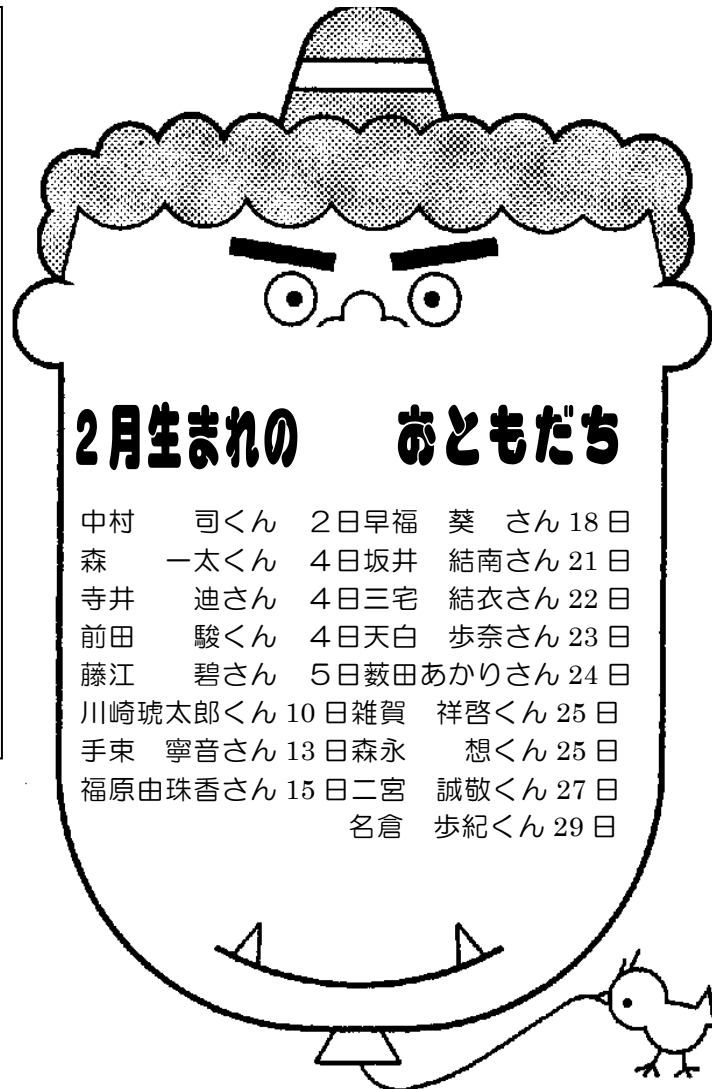 2月生まれの　　おともだち
中村　　司くん　２日早福　葵　さん 18 日
森　　一太くん　４日坂井　結南さん 21 日
寺井　　迪さん　４日三宅　結衣さん 22 日
前田　　駿くん　４日天白　歩奈さん 23 日
藤江　　碧さん　５日薮田あかりさん 24 日
川崎琥太郎くん 10 日雑賀　祥啓くん 25 日
手束　寧音さん 13 日森永　　想くん 25 日
福原由珠香さん 15 日二宮　誠敬くん 27 日
名倉　歩紀くん 29 日